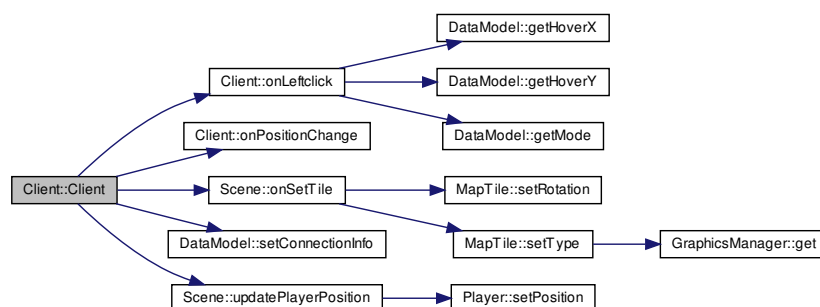 DataModel::getHoverX
Client::onLeftclick
DataModel::getHoverY
DataModel::getMode
Client::onPositionChange
Client::Client
Scene::onSetTile
MapTile::setRotation
DataModel::setConnectionInfo
MapTile::setType
GraphicsManager::get
Scene::updatePlayerPosition
Player::setPosition